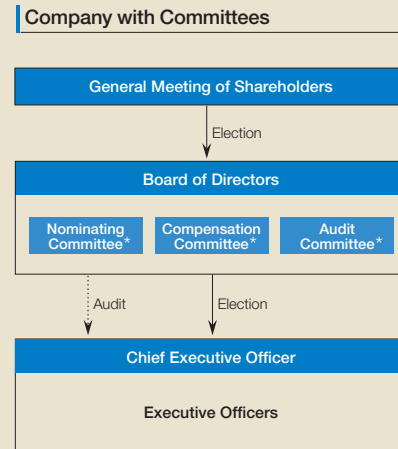 Company with Committees
General Meeting of Shareholders
Election
Board of Directors
Nominating
Committee*
Compensation
Committee*
Audit
Committee*
Audit
Election
Chief Executive Officer
Executive Officers